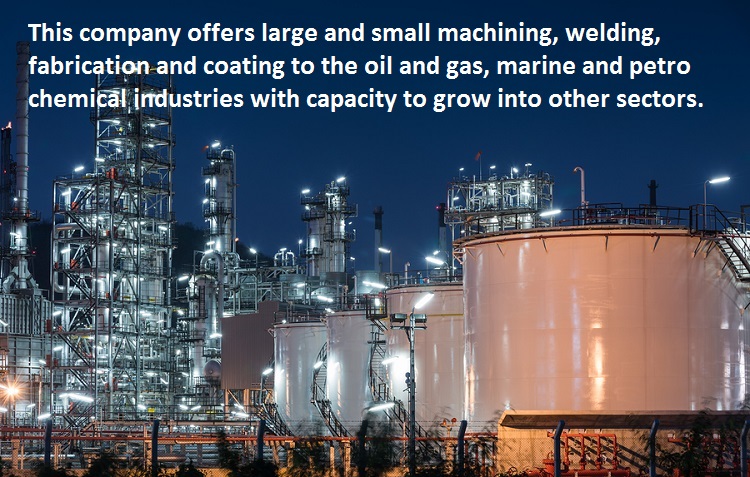 This company offers large and small machining, welding,
fabrication and coating to the oil and gas, marine and petro
chemical industries with capacity to grow into other sectors.